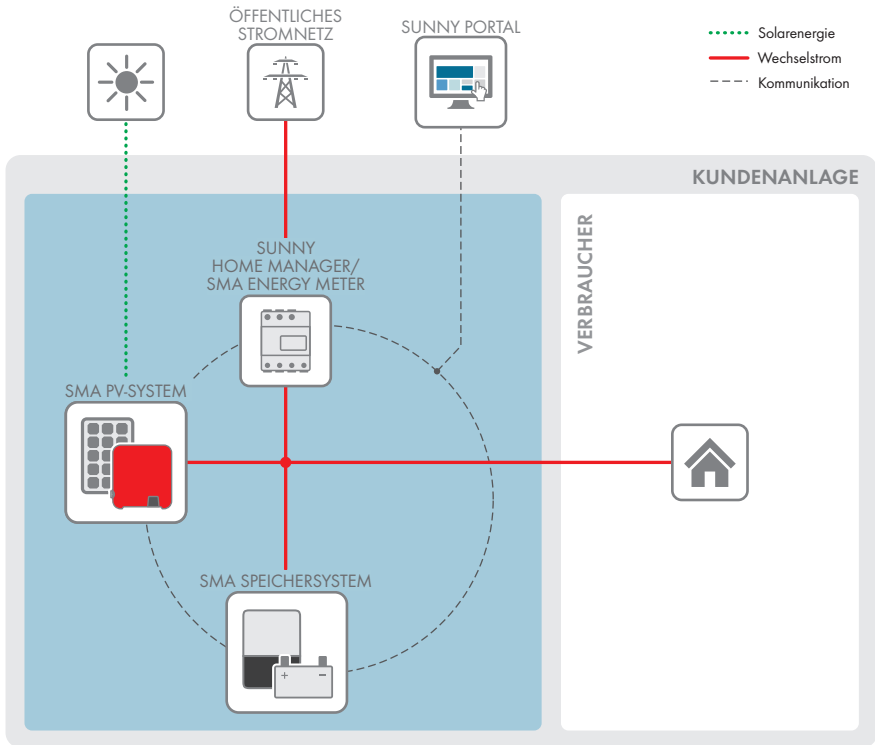 ÖFFENTLICHES
STROMNETZ
SUNNY PORTAL
Solarenergie
Wechselstrom
Kommunikation
KUNDENANLAGE
VERBRAUCHER
SUNNY
HOME MANAGER/
SMA ENERGY METER
SMA PV-SYSTEM
SMA SPEICHERSYSTEM
+ −